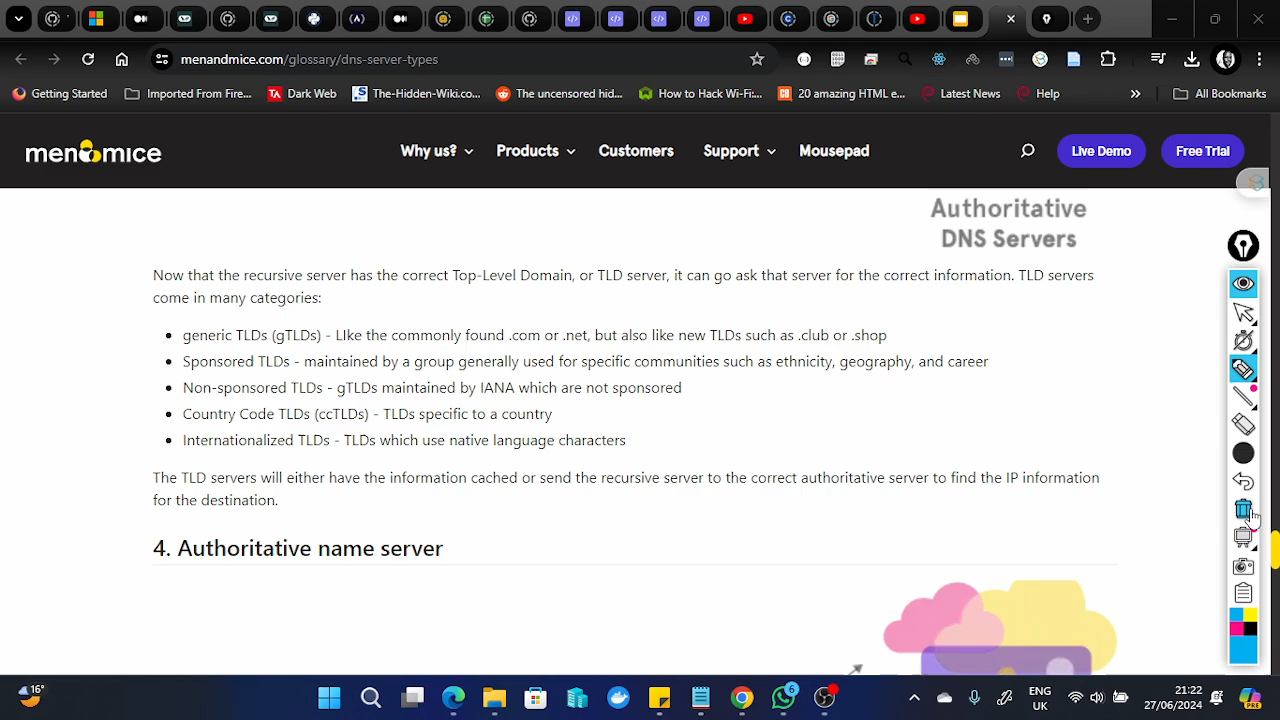 menandmice.com/glossary/dns-server-types
Getting Started
Imported From Fire...
Dark Web
The-Hidden-Wiki.co...
The uncensored hid...
How to Hack Wi-Fi...
20 amazing HTML e...
Latest News
Help
All Bookmarks
men&mice
Why us?
Products
Customers
Support
Mousepad
Live Demo
Free Trial
Authoritative
DNS Servers
Now that the recursive server has the correct Top-Level Domain, or TLD server, it can go ask that server for the correct information. TLD servers
come in many categories:
generic TLDs (gTLDs) - LIke the commonly found .com or .net, but also like new TLDs such as .club or .shop
Sponsored TLDs - maintained by a group generally used for specific communities such as ethnicity, geography, and career
Non-sponsored TLDs - gTLDs maintained by IANA which are not sponsored
Country Code TLDs (ccTLDs) - TLDs specific to a country
Internationalized TLDs - TLDs which use native language characters
The TLD servers will either have the information cached or send the recursive server to the correct authoritative server to find the IP information
for the destination.
4. Authoritative name server
16°
6
ENG
UK
21:22
27/06/2024
PRE